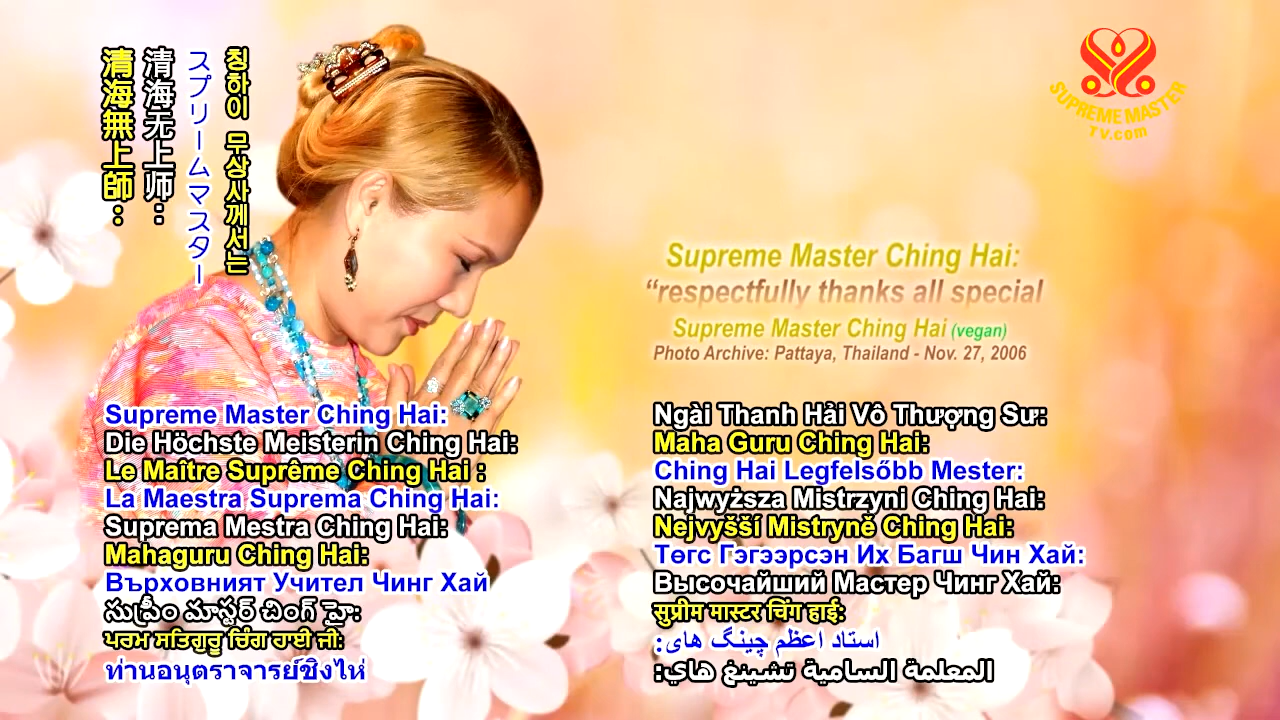 清海無上師：
清海无上师：
スプリームマスター
칭하이 무상사께서는
SUPREME MASTER
TV.com
Supreme Master Ching Hai:
“respectfully thanks all special
Supreme Master Ching Hai (vegan)
Photo Archive: Pattaya, Thailand - Nov. 27, 2006
Supreme Master Ching Hai:
Die Höchste Meisterin Ching Hai:
Le Maître Suprême Ching Hai :
La Maestra Suprema Ching Hai:
Suprema Mestra Ching Hai:
Mahaguru Ching Hai:
Върховният Учител Чинг Хай
సుప్రీం మాస్టర్ చింగ్ హై:
ਪਰਮ ਸਤਿਗੁਰੂ ਚਿੰਗ ਹਾਈ ਜੀ:
ท่านอนุตราจารย์ชิงไห่
Ngài Thanh Hải Vô Thượng Sư:
Maha Guru Ching Hai:
Ching Hai Legfelsőbb Mester:
Najwyższa Mistrzyni Ching Hai:
Nejvyšší Mistryně Ching Hai:
Төгс Гэгээрсэн Их Багш Чин Хай:
Высочайший Мастер Чинг Хай:
सुप्रीम मास्टर चिंग हाई:
استاد اعظم چینگ های:
المعلمة السامية تشينغ هاي: